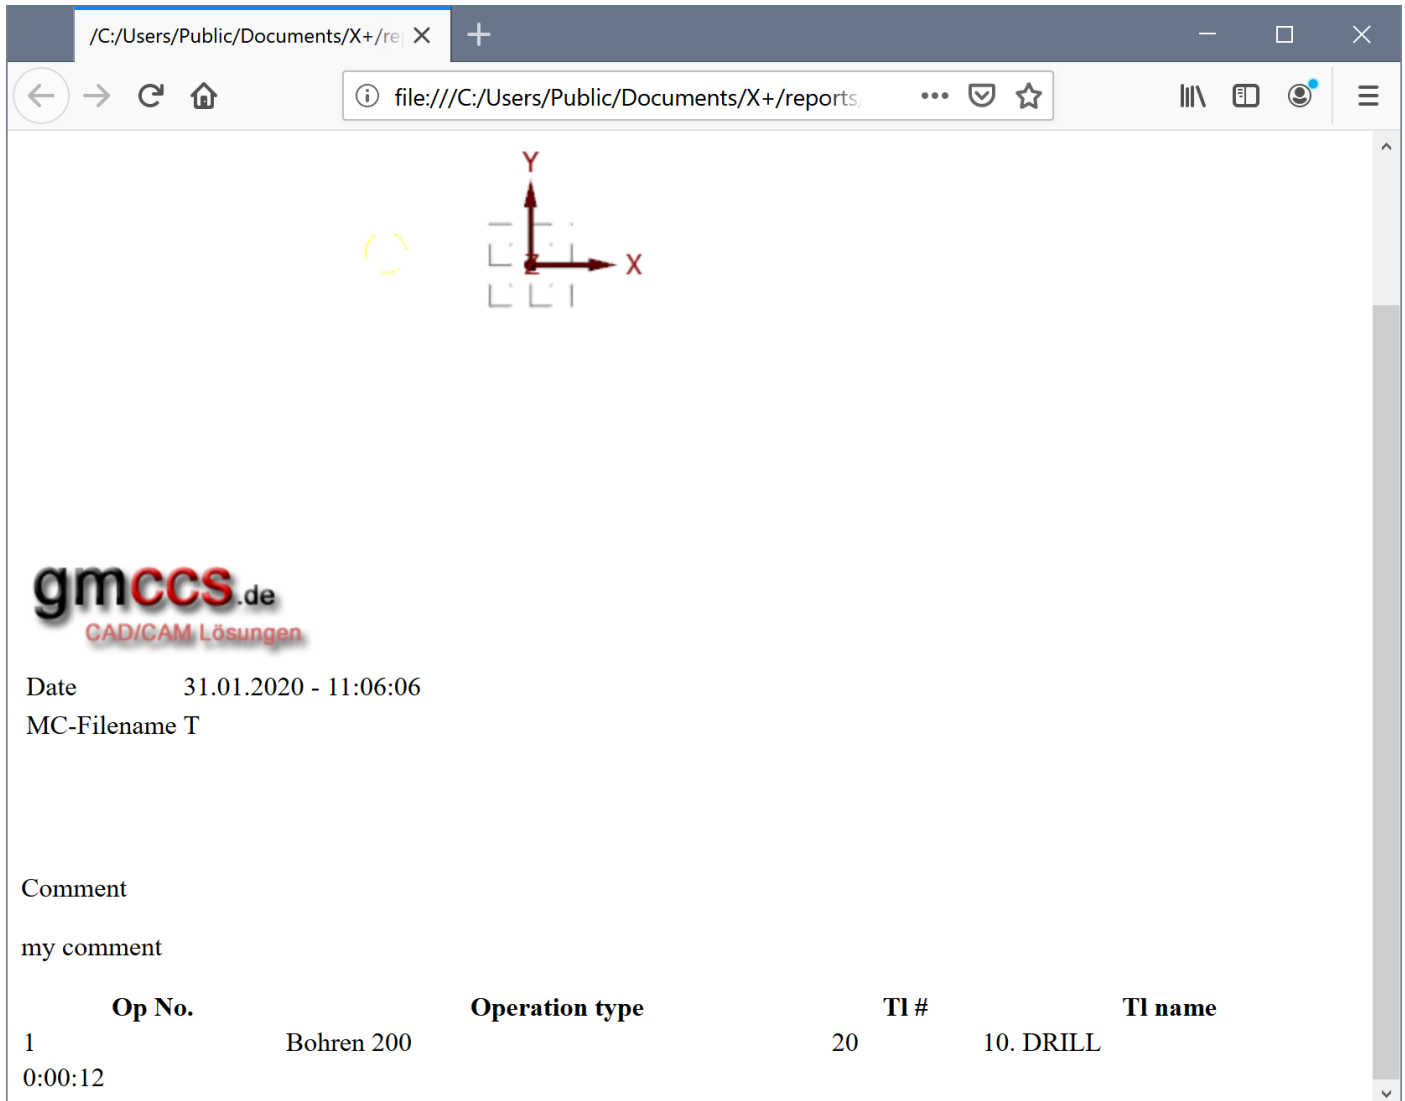 /C:/Users/Public/Documents/X+/re
file:///C:/Users/Public/Documents/X+/reports/
Y
Z X
gmccs.de
CAD/CAM Lösungen
Date 31.01.2020 - 11:06:06
MC-Filename T
Comment
my comment
Op No. Operation type Tl # Tl name
1 Bohren 200 20 10. DRILL
0:00:12